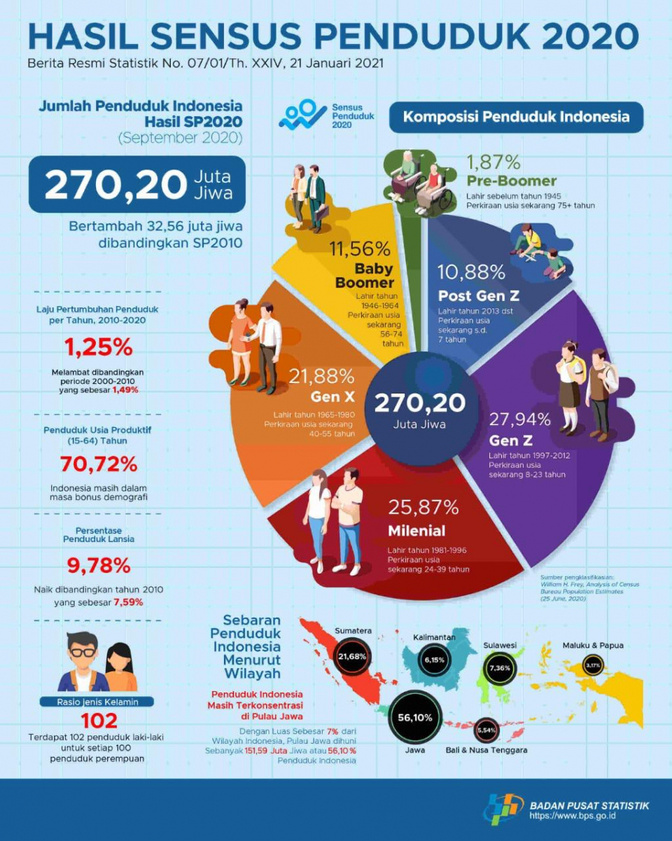 HASIL SENSUS PENDUDUK 2020
Berita Resmi Statistik No. 07/01/Th. XXIV, 21 Januari 2021
Jumlah Penduduk Indonesia
Hasil SP2020
(September 2020)
270,20 Juta
Jiwa
Bertambah 32,56 juta jiwa
dibandingkan SP2010
Sensus
Penduduk
2020
Komposisi Penduduk Indonesia
1,87%
Pre-Boomer
Lahir sebelum tahun 1945
Perkiraan usia sekarang 75+ tahun
11,56%
Baby
Boomer
Lahir tahun
1946-1964
Perkiraan
usia
sekarang
56-74
tahun
10,88%
Post Gen Z
Lahir tahun 2013 dst
Perkiraan usia
sekarang s.d.
7 tahun
21,88%
Gen X
Lahir tahun 1965-1980
Perkiraan usia sekarang
40-55 tahun
270,20
Juta Jiwa
27,94%
Gen Z
Lahir tahun 1997-2012
Perkiraan usia
sekarang 8-23 tahun
25,87%
Milenial
Lahir tahun 1981-1996
Perkiraan usia
sekarang 24-39 tahun
Sumber pengklasifikasian:
William H. Frey, Analysis of Census
Bureau Population Estimates
(25 June, 2020)
Laju Pertumbuhan Penduduk
per Tahun, 2010-2020
1,25%
Melambat dibandingkan
periode 2000-2010
yang sebesar 1,49%
Penduduk Usia Produktif
(15-64) Tahun
70,72%
Indonesia masih dalam
masa bonus demografi
Persentase
Penduduk Lansia
9,78%
Naik dibandingkan tahun 2010
yang sebesar 7,59%
Rasio jenis Kelamin
102
Terdapat 102 penduduk laki-laki
untuk setiap 100
penduduk perempuan
Sebaran
Penduduk
Indonesia
Menurut
Wilayah
Penduduk Indonesia
Masih Terkonsentrasi
di Pulau Jawa
Dengan Luas Sebesar 7% dari
Wilayah Indonesia, Pulau Jawa dihuni
Sebanyak 151,59 Juta Jiwa atau 56,10%
Penduduk Indonesia
Sumatera
21,68%
Kalimantan
6,15%
Sulawesi
7,36%
Maluku & Papua
3,17%
56,10%
Jawa
5,54%
Bali & Nusa Tenggara
BADAN PUSAT STATISTIK
https://www.bps.go.id